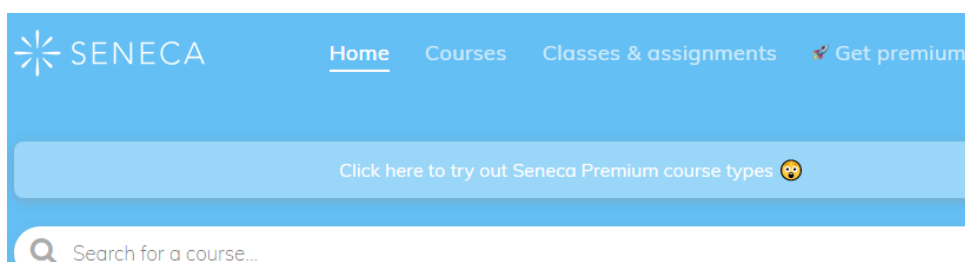 SENECA Home Courses Classes & assignments 🚀 Get premium
Click here to try out Seneca Premium course types 😲
Search for a course...